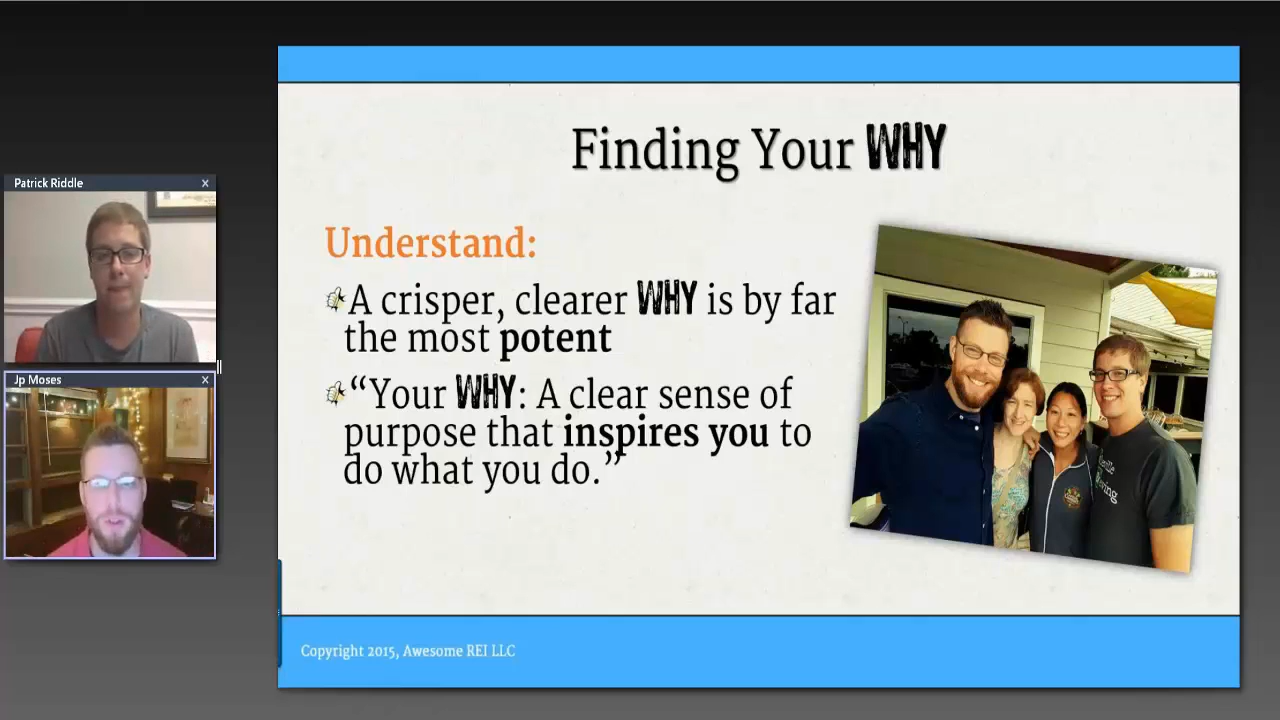 Patrick Riddle
Jp Moses
Finding Your WHY
Understand:
A crisper, clearer WHY is by far
the most potent
“Your WHY: A clear sense of
purpose that inspires you to
do what you do.”
Copyright 2015, Awesome REI LLC